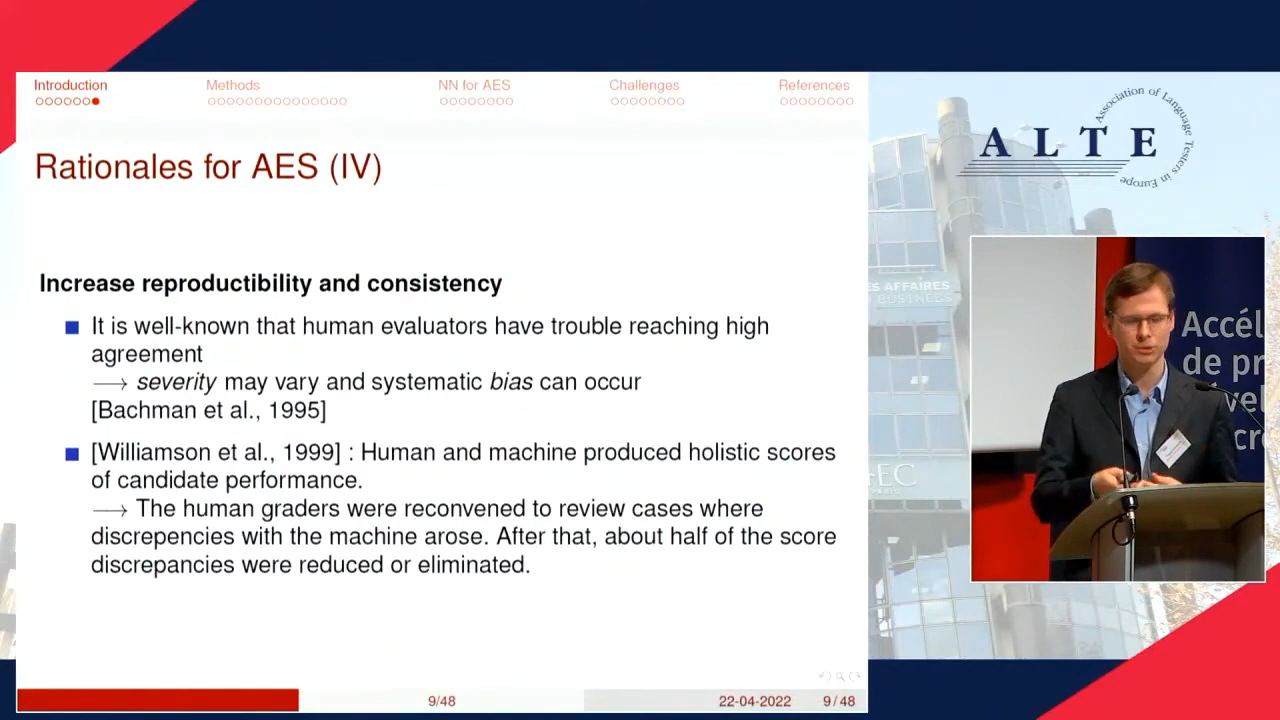 Introduction
Methods
NN for AES
Challenges
References
Rationales for AES (IV)
Increase reproductibility and consistency
It is well-known that human evaluators have trouble reaching high
agreement
⟶ severity may vary and systematic bias can occur
[Bachman et al., 1995]
[Williamson et al., 1999] : Human and machine produced holistic scores
of candidate performance.
⟶ The human graders were reconvened to review cases where
discrepencies with the machine arose. After that, about half of the score
discrepancies were reduced or eliminated.
9/48
22-04-2022
9 / 48
ALTE
Association of Language Testers in Europe
ES AFFAIRES
BUSINESS
EC
Accél
de pr
vel
cr